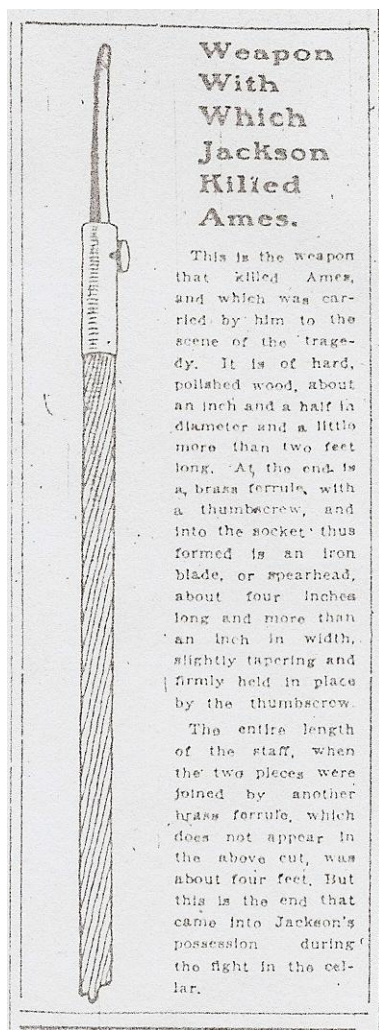 Weapon
With
Which
Jackson
Killed
Ames.
This is the weapon
that killed Ames,
and which was car-
ried by him to the
scene of the trage-
dy. It is of hard,
polished wood, about
an inch and a half in
diameter and a little
more than two feet
long. At the end is
a brass ferrule, with
a thumbscrew, and
into the socket thus
formed is an iron
blade, or spearhead,
about four inches
long and more than
an inch in width,
slightly tapering and
firmly held in place
by the thumbscrew.
The entire length
of the staff, when
the two pieces were
joined by another
brass ferrule, which
does not appear in
the above cut, was
about four feet. But
this is the end that
came into Jackson's
possession during
the fight in the cel-
lar.